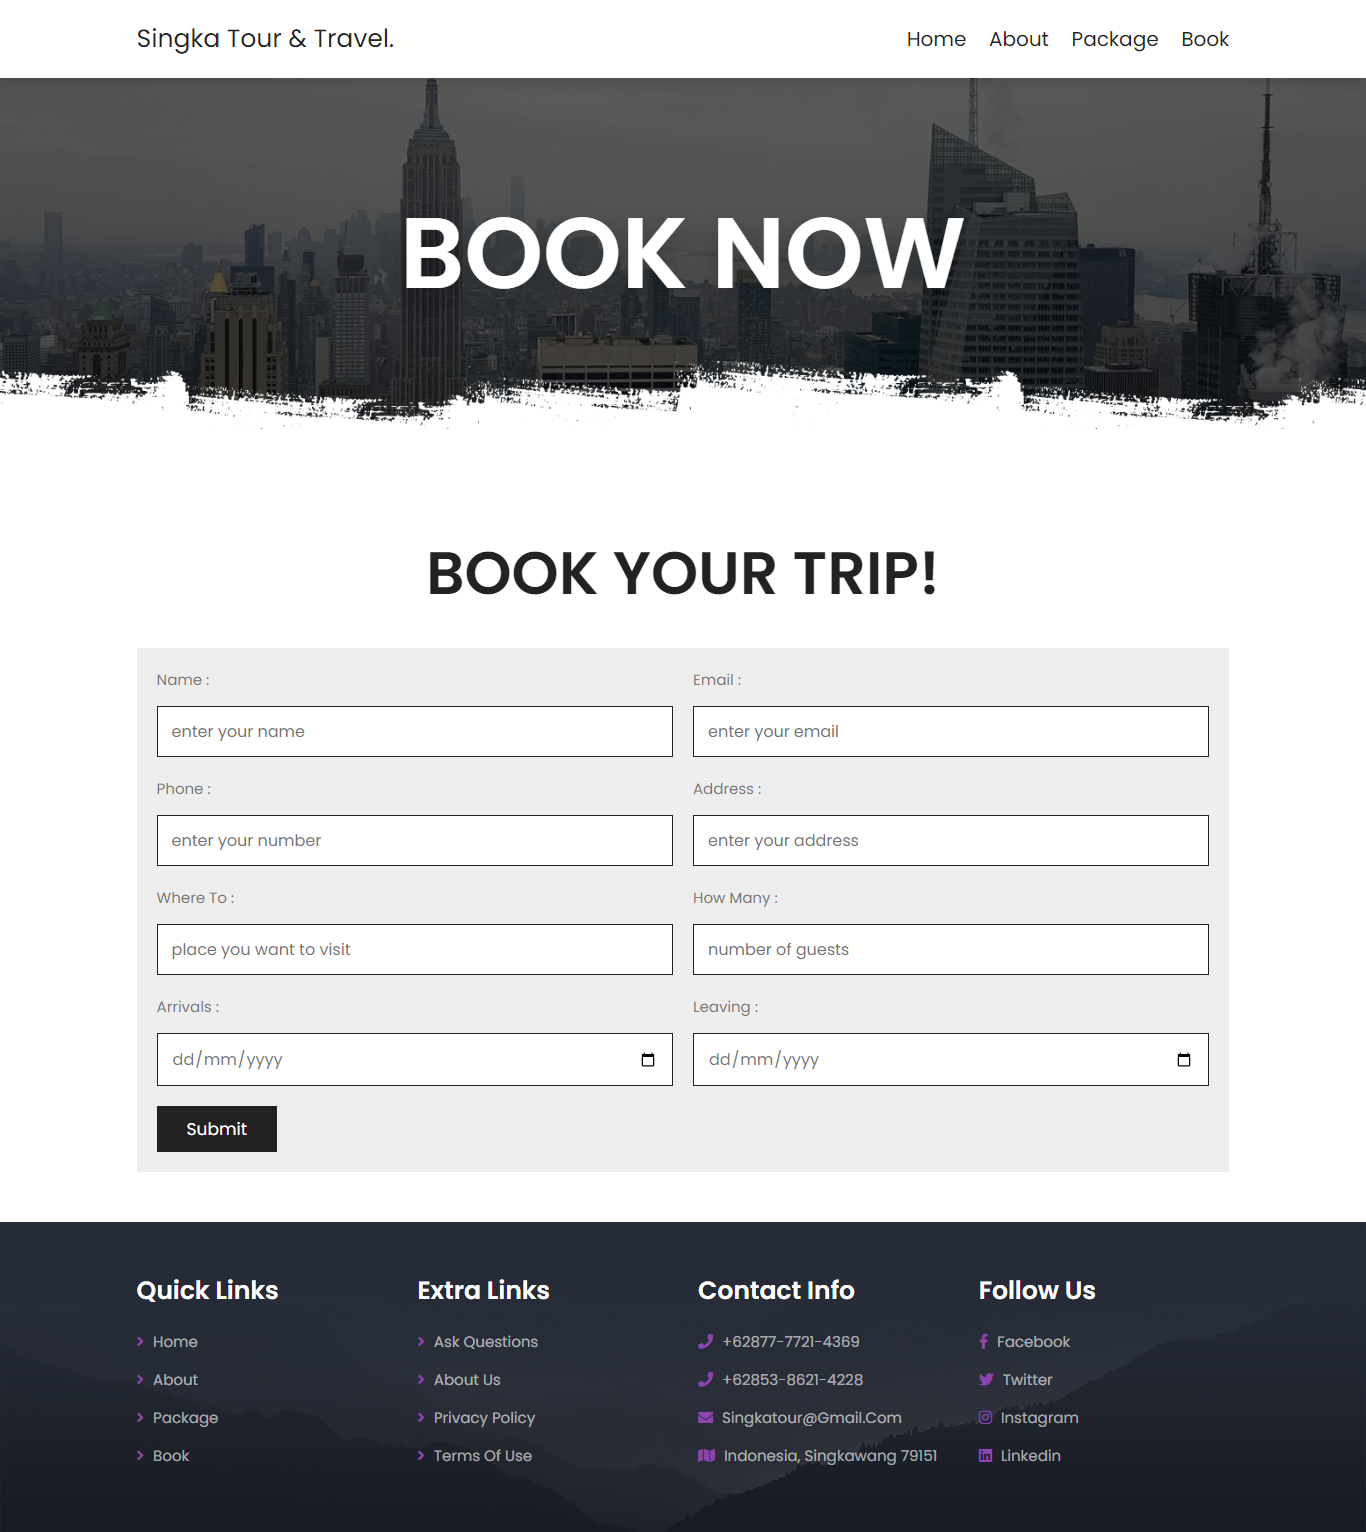 Singka Tour & Travel.
Home About Package Book
BOOK NOW
BOOK YOUR TRIP!
Name :
enter your name
Email :
enter your email
Phone :
enter your number
Address :
enter your address
Where To :
place you want to visit
How Many :
number of guests
Arrivals :
dd/mm/yyyy
Leaving :
dd/mm/yyyy
Submit
Quick Links
Home
About
Package
Book
Extra Links
Ask Questions
About Us
Privacy Policy
Terms Of Use
Contact Info
+62877-7721-4369
+62853-8621-4228
Singkatour@Gmail.Com
Indonesia, Singkawang 79151
Follow Us
Facebook
Twitter
Instagram
Linkedin